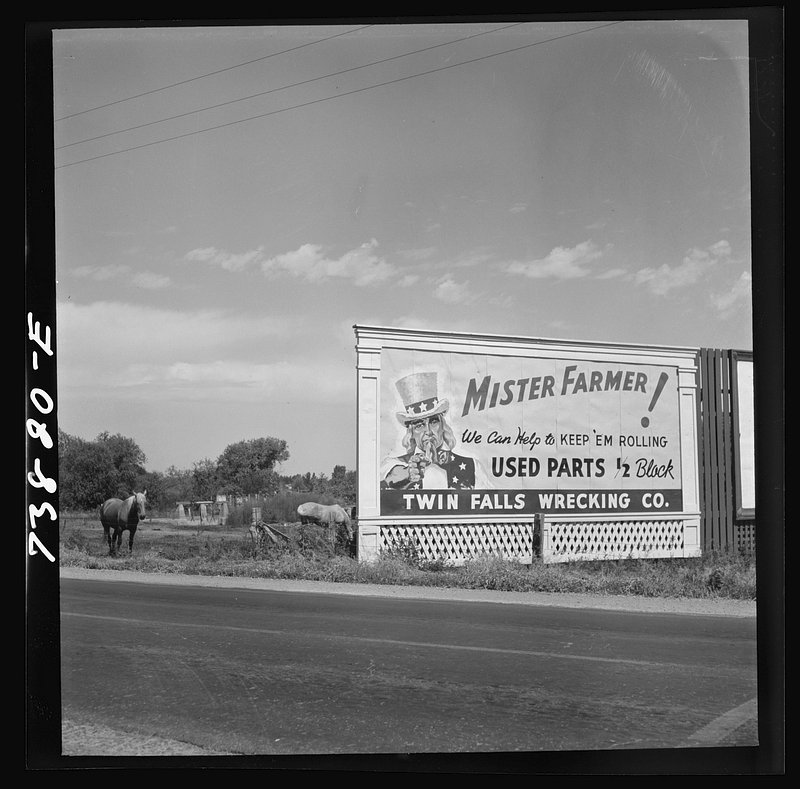 MISTER FARMER!
We Can Help to KEEP 'EM ROLLING
USED PARTS ½ Block
TWIN FALLS WRECKING CO.
73880-E